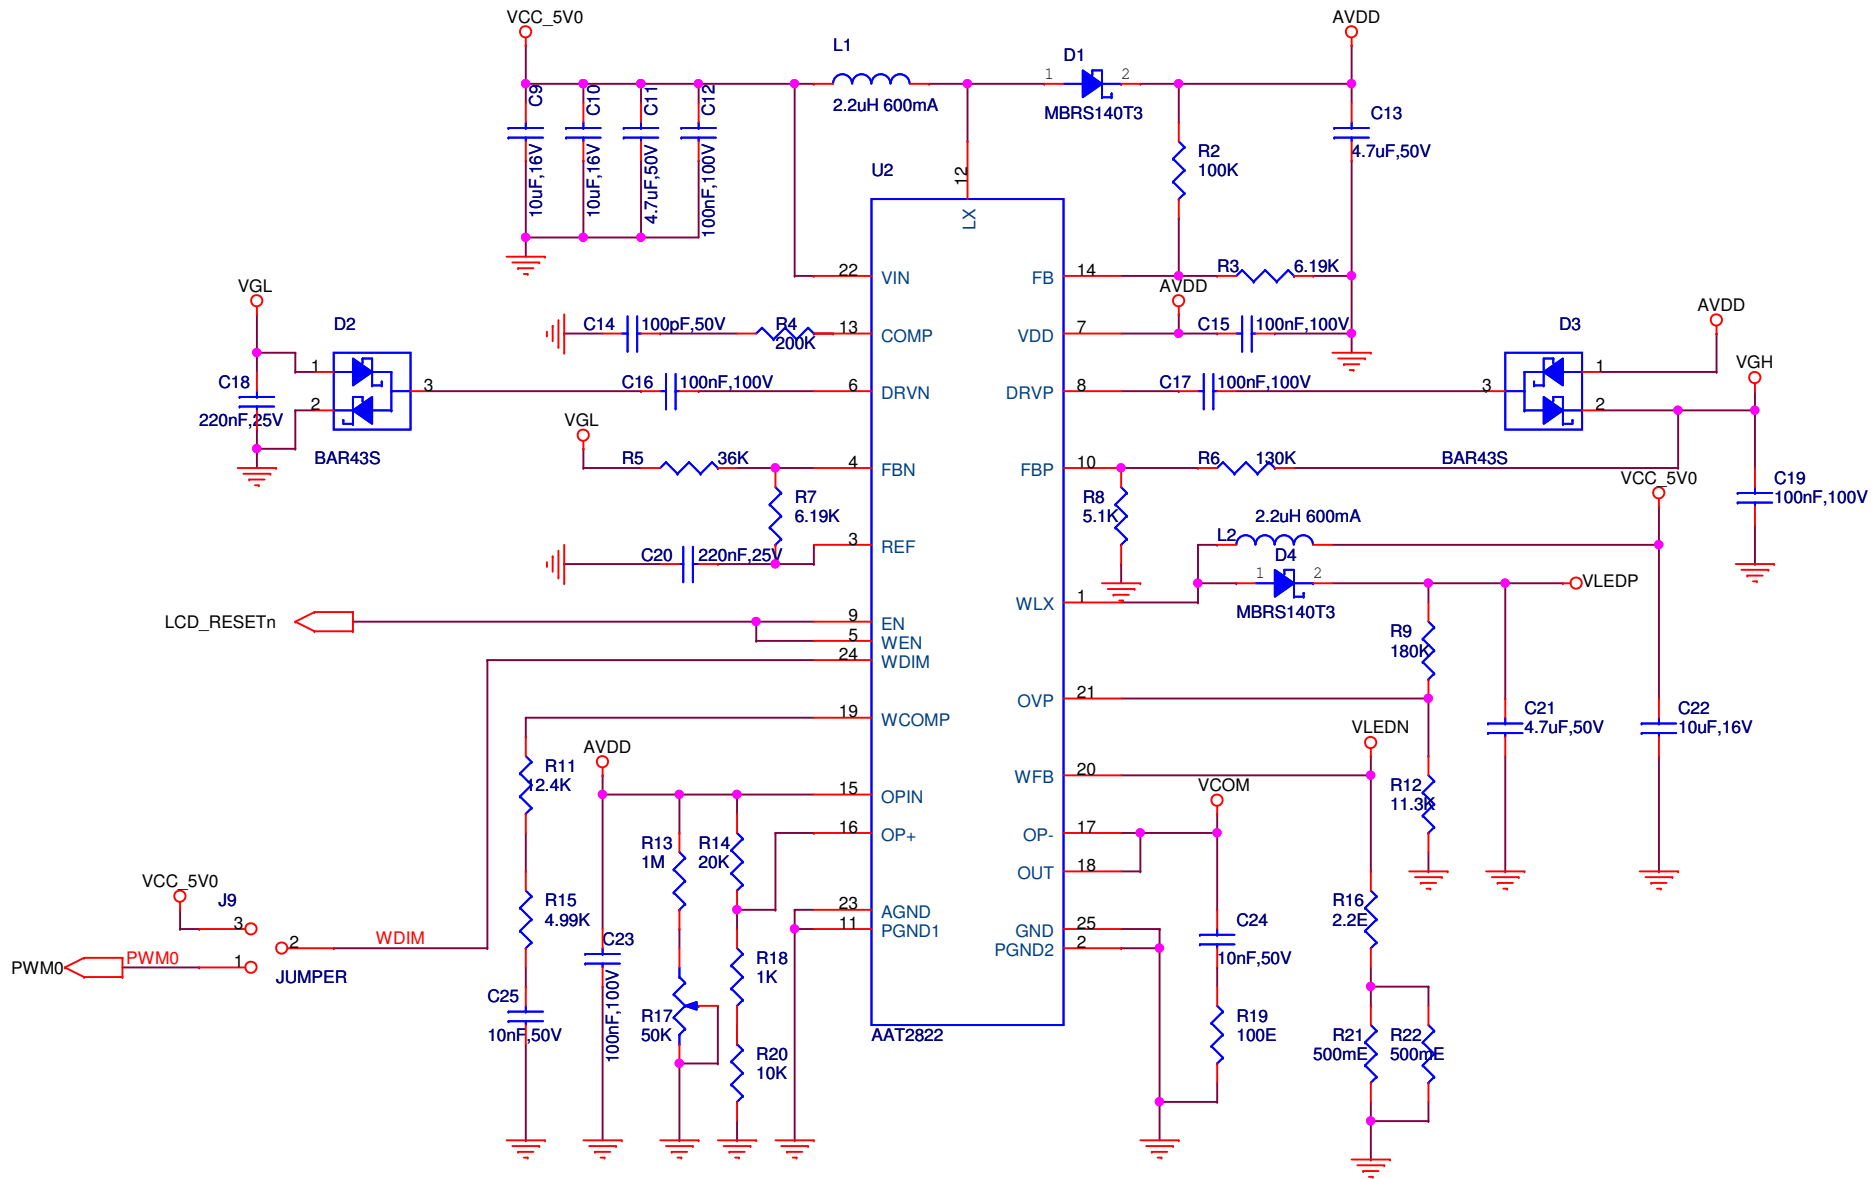 VCC_5V0
AVDD
L1
D1
1
2
2.2uH 600mA
MBRS140T3
C9
10uF,16V
C10
10uF,16V
C11
4.7uF,50V
C12
100nF,100V
C13
4.7uF,50V
R2
100K
U2
12
LX
22
VIN
FB
14
R3
6.19K
VGL
AVDD
AVDD
D2
C14
100pF,50V
R4
200K
13
COMP
VDD
7
C15
100nF,100V
D3
1
2
3
C18
220nF,25V
BAR43S
C16
100nF,100V
6
DRVN
DRVP
8
C17
100nF,100V
3
1
2
VGH
VGL
R5
36K
4
FBN
FBP
10
R6
130K
BAR43S
VCC_5V0
C19
100nF,100V
R7
6.19K
R8
5.1K
2.2uH 600mA
L2
D4
1
2
MBRS140T3
VLEDP
C20
220nF,25V
3
REF
WLX
1
LCD_RESETn
9
EN
5
WEN
24
WDIM
R9
180K
OVP
21
19
WCOMP
C21
4.7uF,50V
C22
10uF,16V
VLEDN
AVDD
R11
12.4K
WFB
20
R12
11.3K
VCOM
15
OPIN
16
OP+
OP-
17
OUT
18
R13
1M
R14
20K
VCC_5V0
J9
3
2
1
WDIM
PWM0
PWM0
JUMPER
R15
4.99K
23
AGND
11
PGND1
GND
25
PGND2
2
C24
10nF,50V
R16
2.2E
C23
100nF,100V
R18
1K
C25
10nF,50V
R17
50K
R19
100E
R21
500mE
R22
500mE
AAT2822
R20
10K